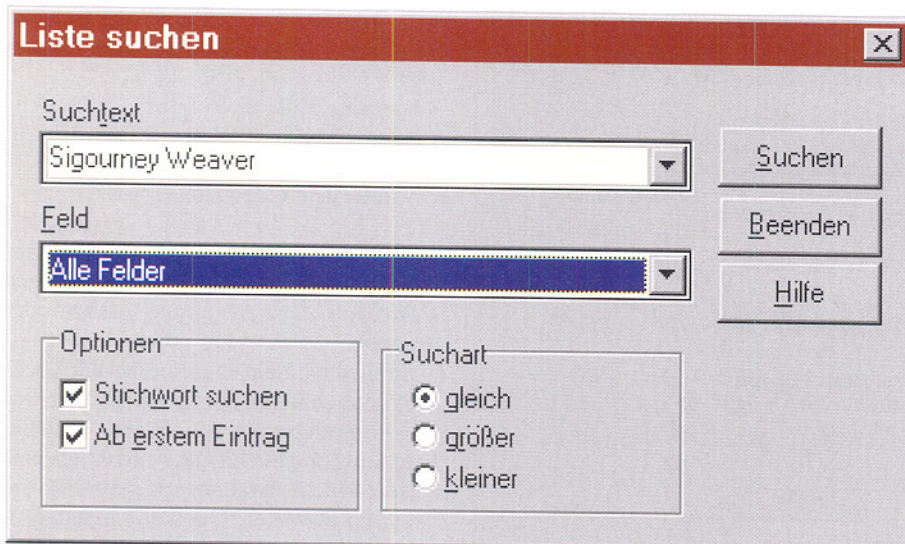 Liste suchen
Suchtext
Sigourney Weaver
Suchen
Feld
Beenden
Alle Felder
Hilfe
Optionen
Suchart
Stichwort suchen
gleich
Ab erstem Eintrag
größer
kleiner